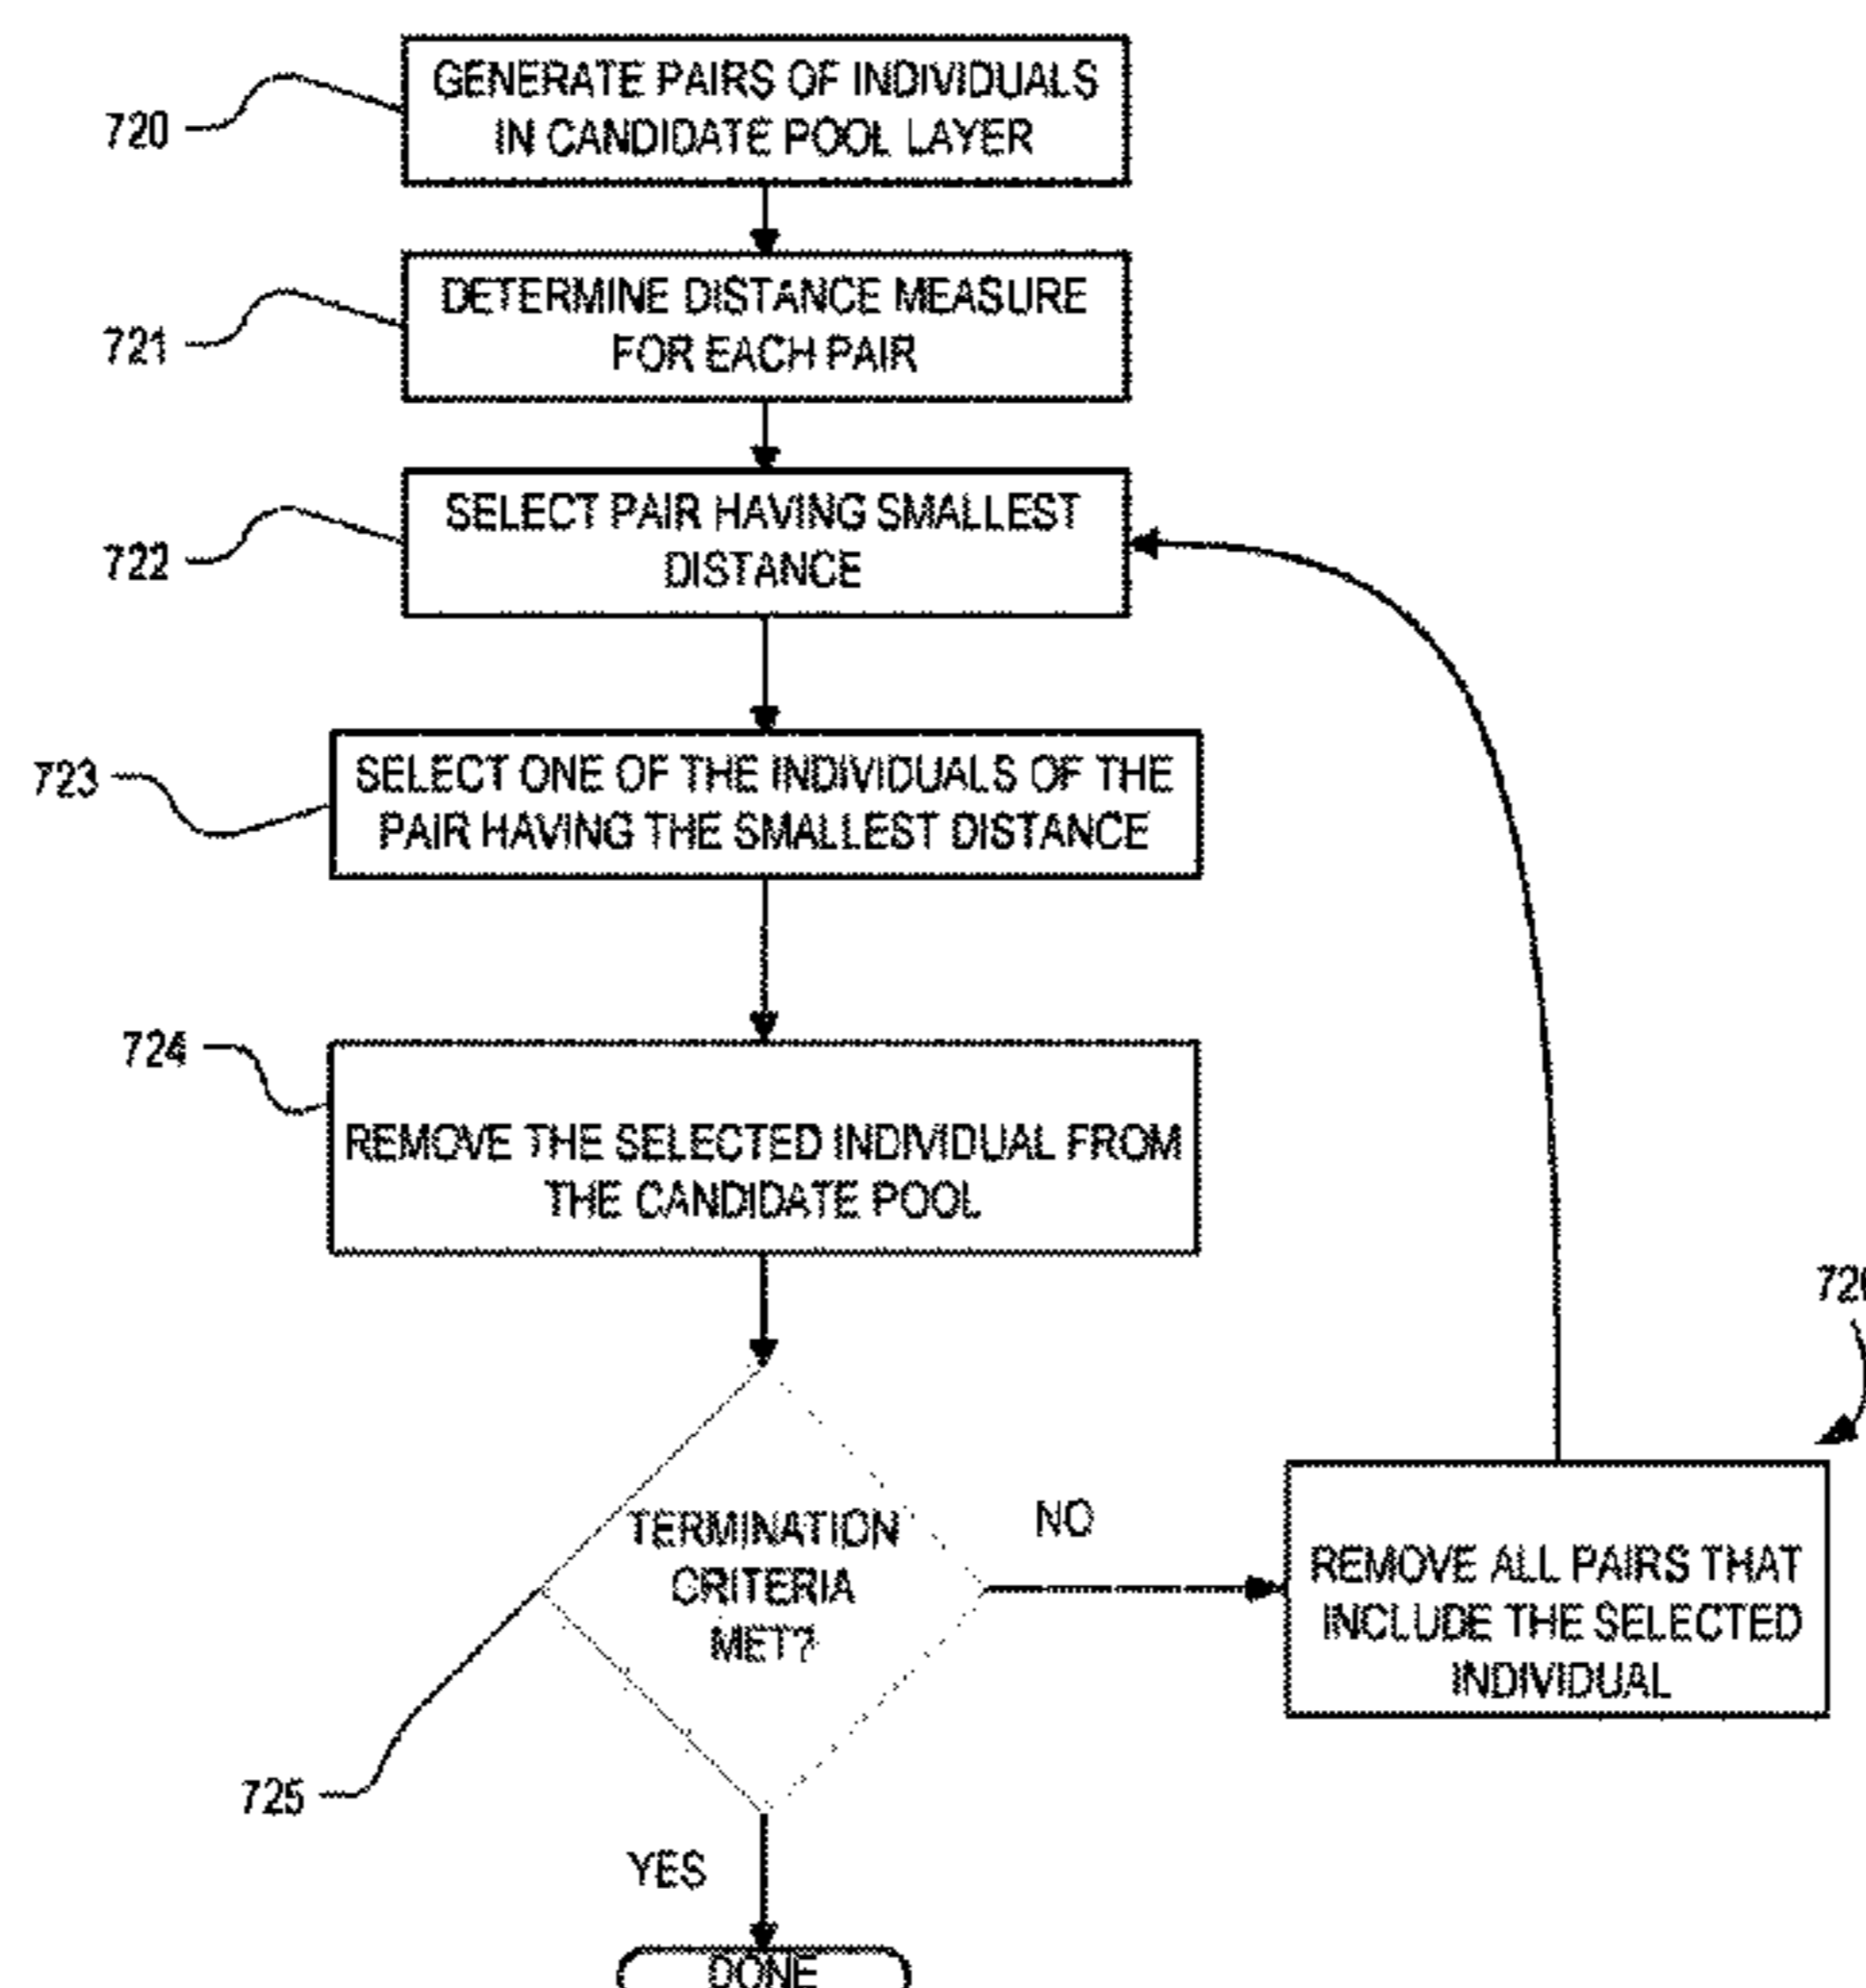 720
GENERATE PAIRS OF INDIVIDUALS
IN CANDIDATE POOL LAYER
721
DETERMINE DISTANCE MEASURE
FOR EACH PAIR
722
SELECT PAIR HAVING SMALLEST
DISTANCE
723
SELECT ONE OF THE INDIVIDUALS OF THE
PAIR HAVING THE SMALLEST DISTANCE
724
REMOVE THE SELECTED INDIVIDUAL FROM
THE CANDIDATE POOL
TERMINATION
CRITERIA
MET?
725
NO
REMOVE ALL PAIRS THAT
INCLUDE THE SELECTED
INDIVIDUAL
YES
DONE